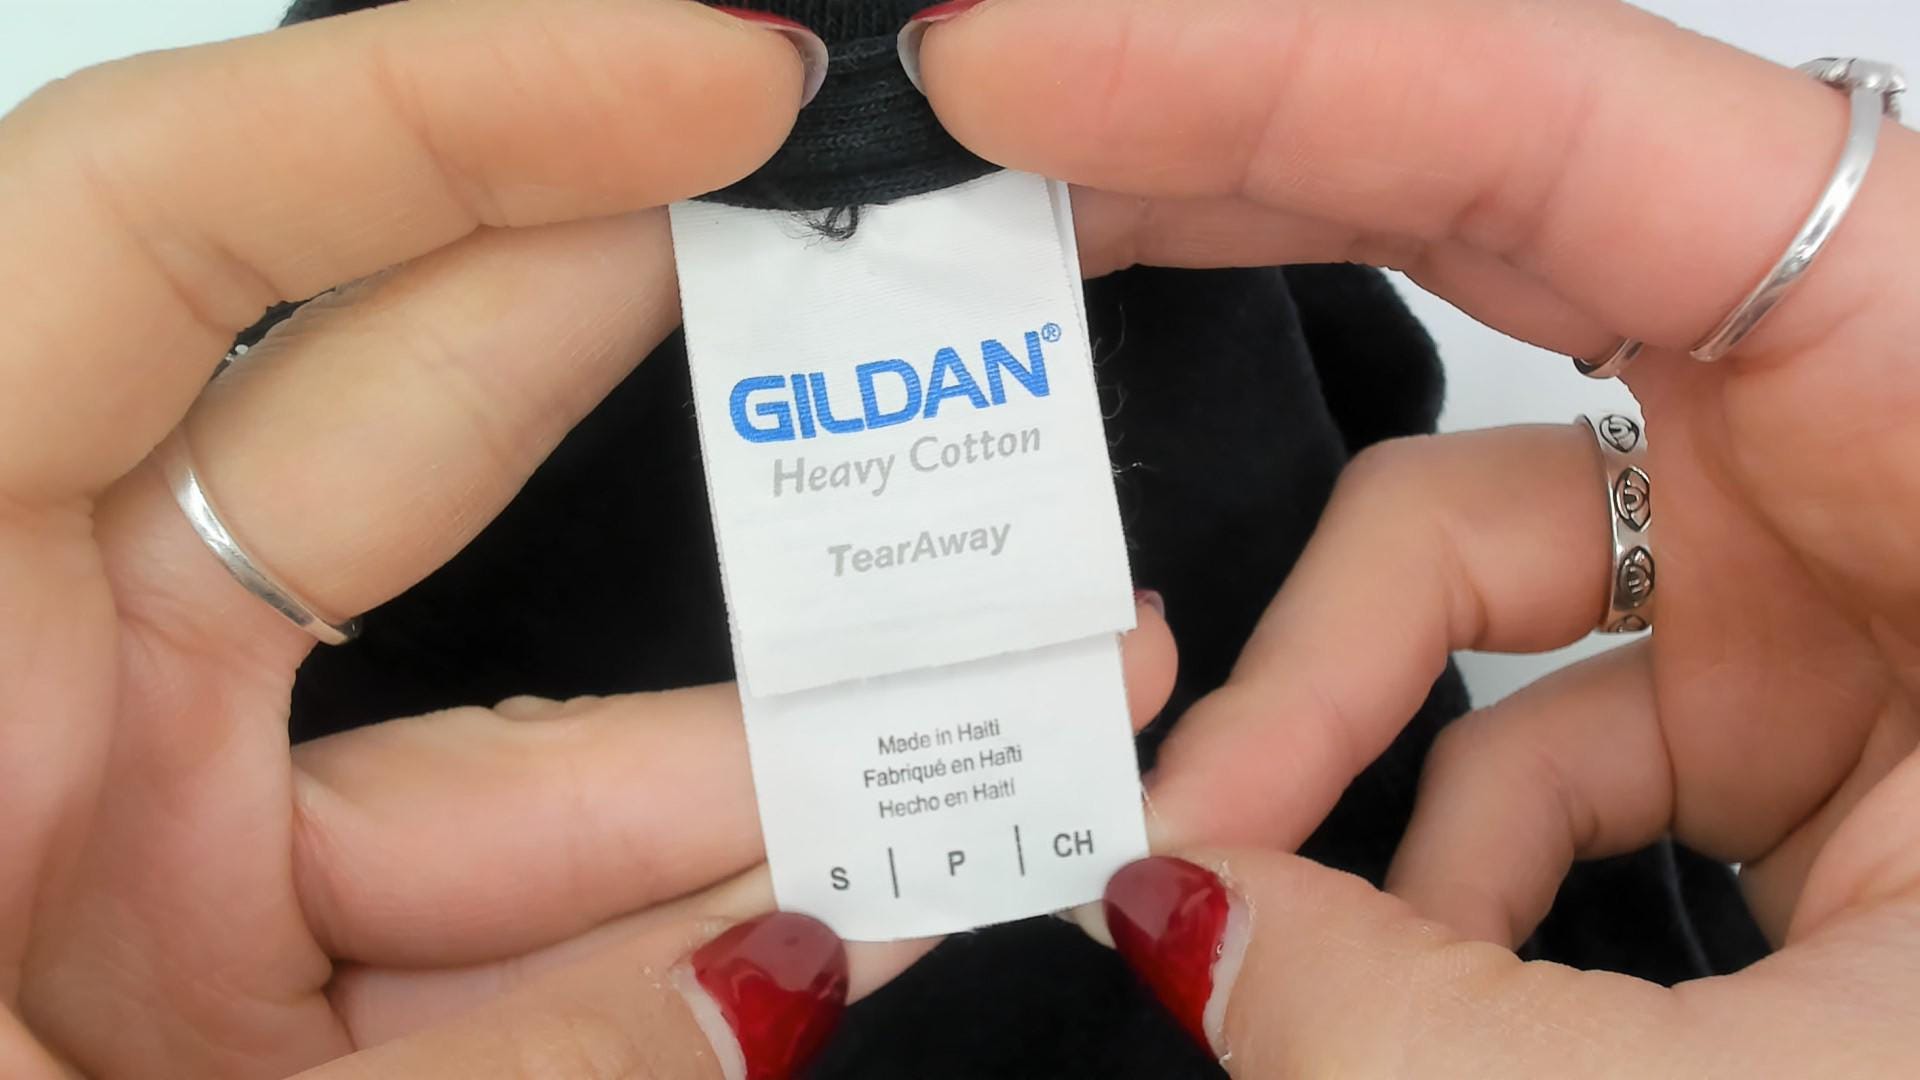 GILDAN®
Heavy Cotton
TearAway
Made in Haiti
Fabriqué en Haïti
Hecho en Haití
S | P | CH